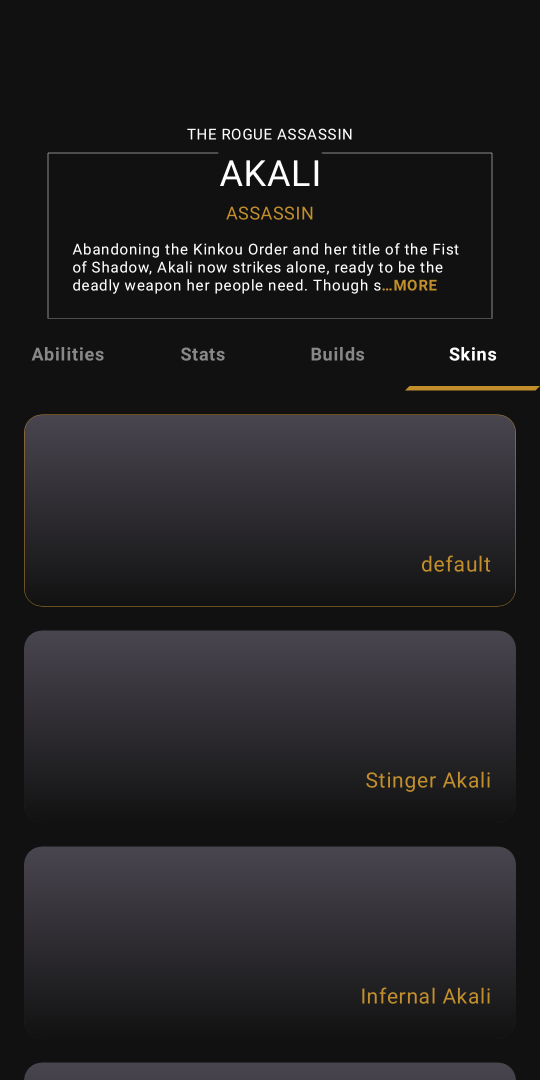 THE ROGUE ASSASSIN
AKALI
ASSASSIN
Abandoning the Kinkou Order and her title of the Fist
of Shadow, Akali now strikes alone, ready to be the
deadly weapon her people need. Though s…MORE
Abilities Stats Builds Skins
default
Stinger Akali
Infernal Akali